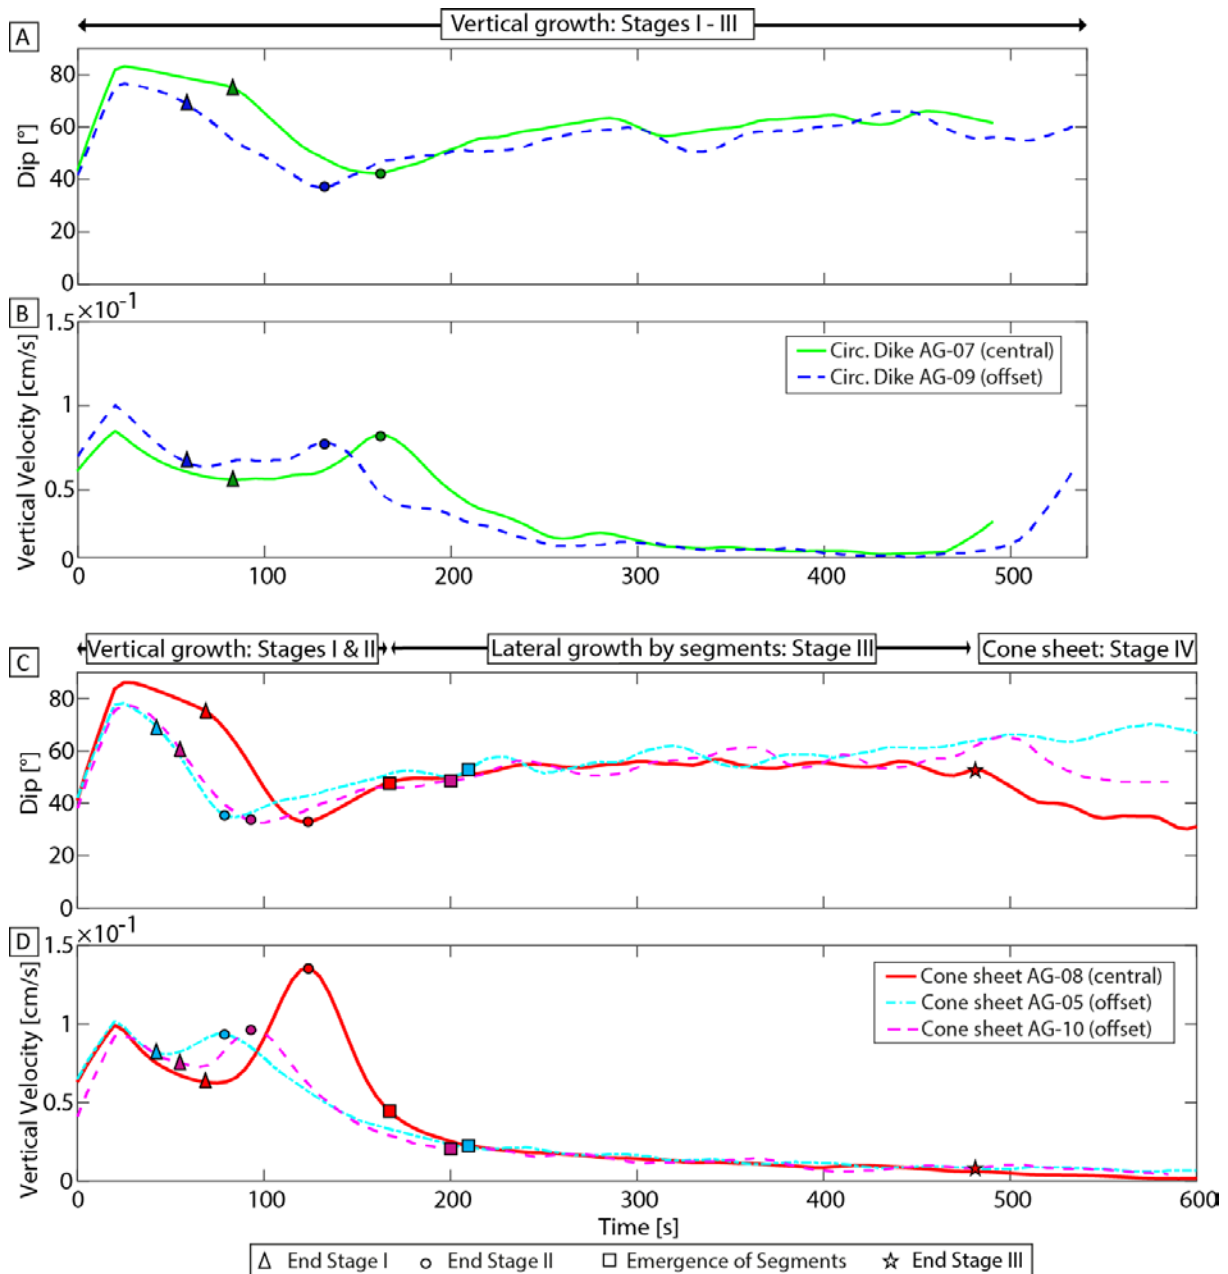 Vertical growth: Stages I - III
A
80
60
40
20
0
Dip [°]
B
×10-1
1.5
1
0.5
0
Vertical Velocity [cm/s]
Circ. Dike AG-07 (central)
Circ. Dike AG-09 (offset)
0 100 200 300 400 500
Vertical growth: Stages I & II
Lateral growth by segments: Stage III
Cone sheet: Stage IV
C
80
60
40
20
0
Dip [°]
D
×10-1
1.5
1
0.5
0
Vertical Velocity [cm/s]
Cone sheet AG-08 (central)
Cone sheet AG-05 (offset)
Cone sheet AG-10 (offset)
0 100 200 300 400 500 600
Time [s]
End Stage I End Stage II Emergence of Segments End Stage III